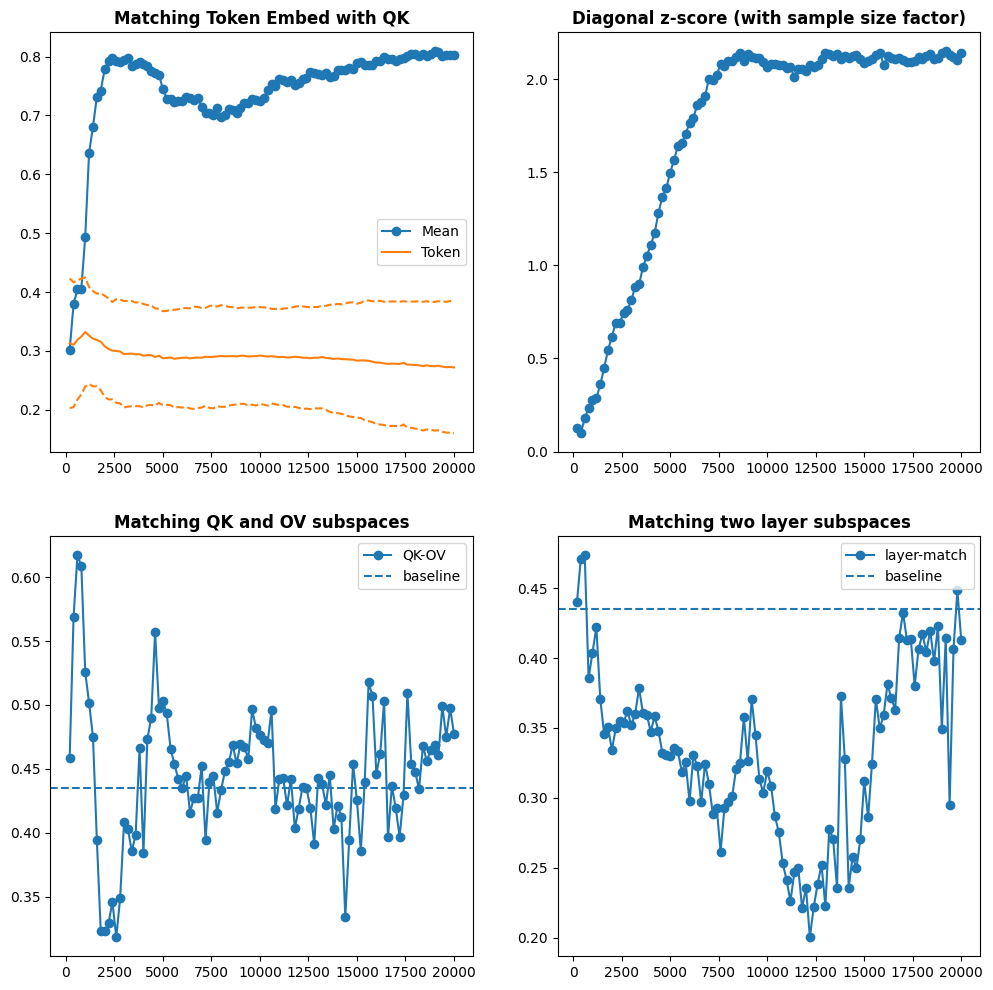 Matching Token Embed with QK
0.8
0.7
0.6
0.5
0.4
0.3
0.2
Mean
Token
0 2500 5000 7500 10000 12500 15000 17500 20000
Diagonal z-score (with sample size factor)
2.0
1.5
1.0
0.5
0.0
0 2500 5000 7500 10000 12500 15000 17500 20000
Matching QK and OV subspaces
0.60
0.55
0.50
0.45
0.40
0.35
QK-OV
baseline
0 2500 5000 7500 10000 12500 15000 17500 20000
Matching two layer subspaces
0.45
0.40
0.35
0.30
0.25
0.20
layer-match
baseline
0 2500 5000 7500 10000 12500 15000 17500 20000